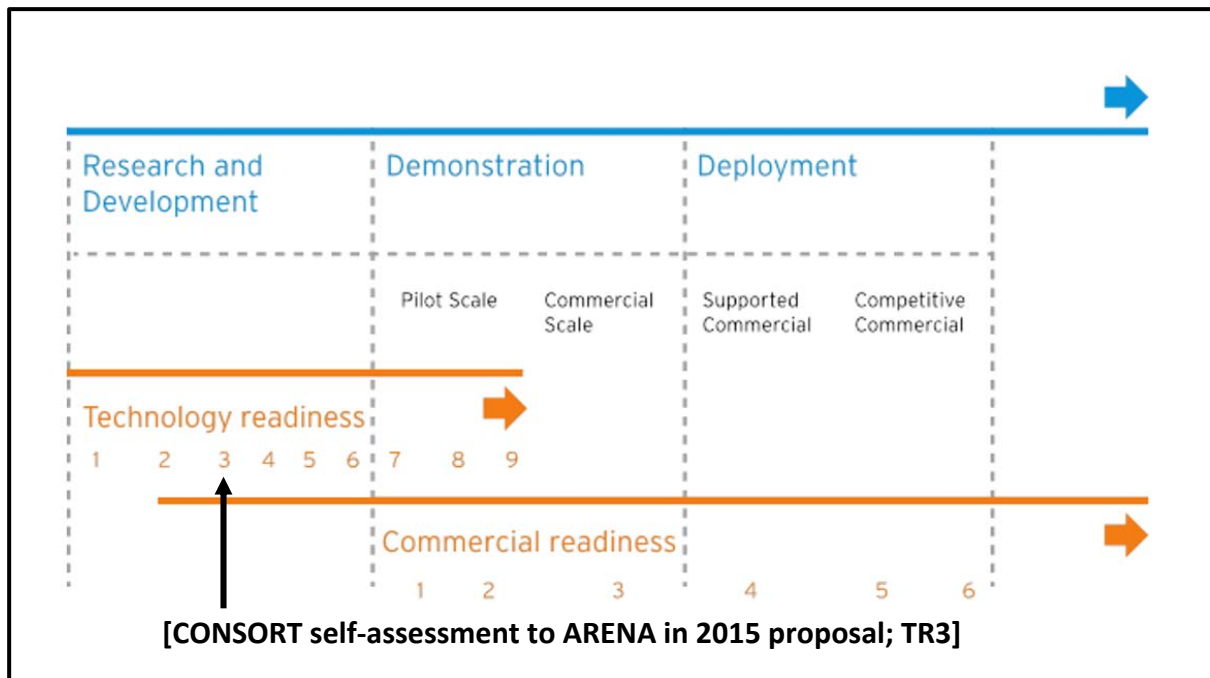 Research and
Development
Demonstration
Deployment
Pilot Scale
Commercial
Scale
Supported
Commercial
Competitive
Commercial
Technology readiness
1 2 3 4 5 6 7 8 9
Commercial readiness
1 2 3 4 5 6
[CONSORT self-assessment to ARENA in 2015 proposal; TR3]